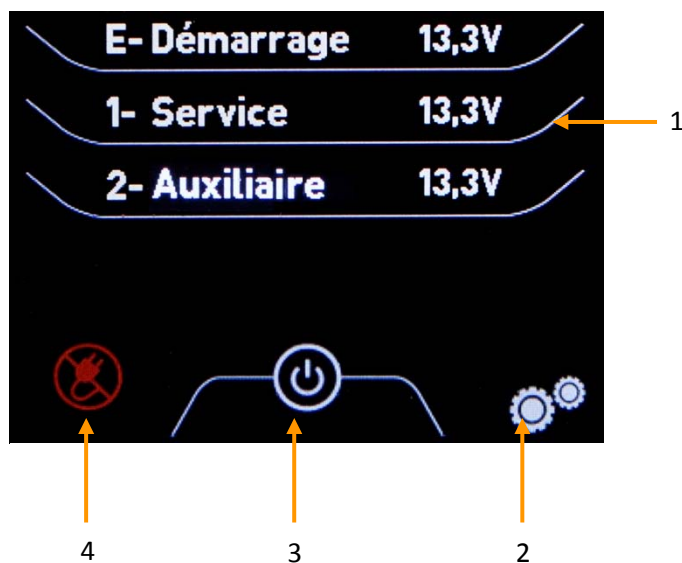 E- Démarrage 13,3V
1- Service 13,3V
1
2- Auxiliaire 13,3V
4 3 2